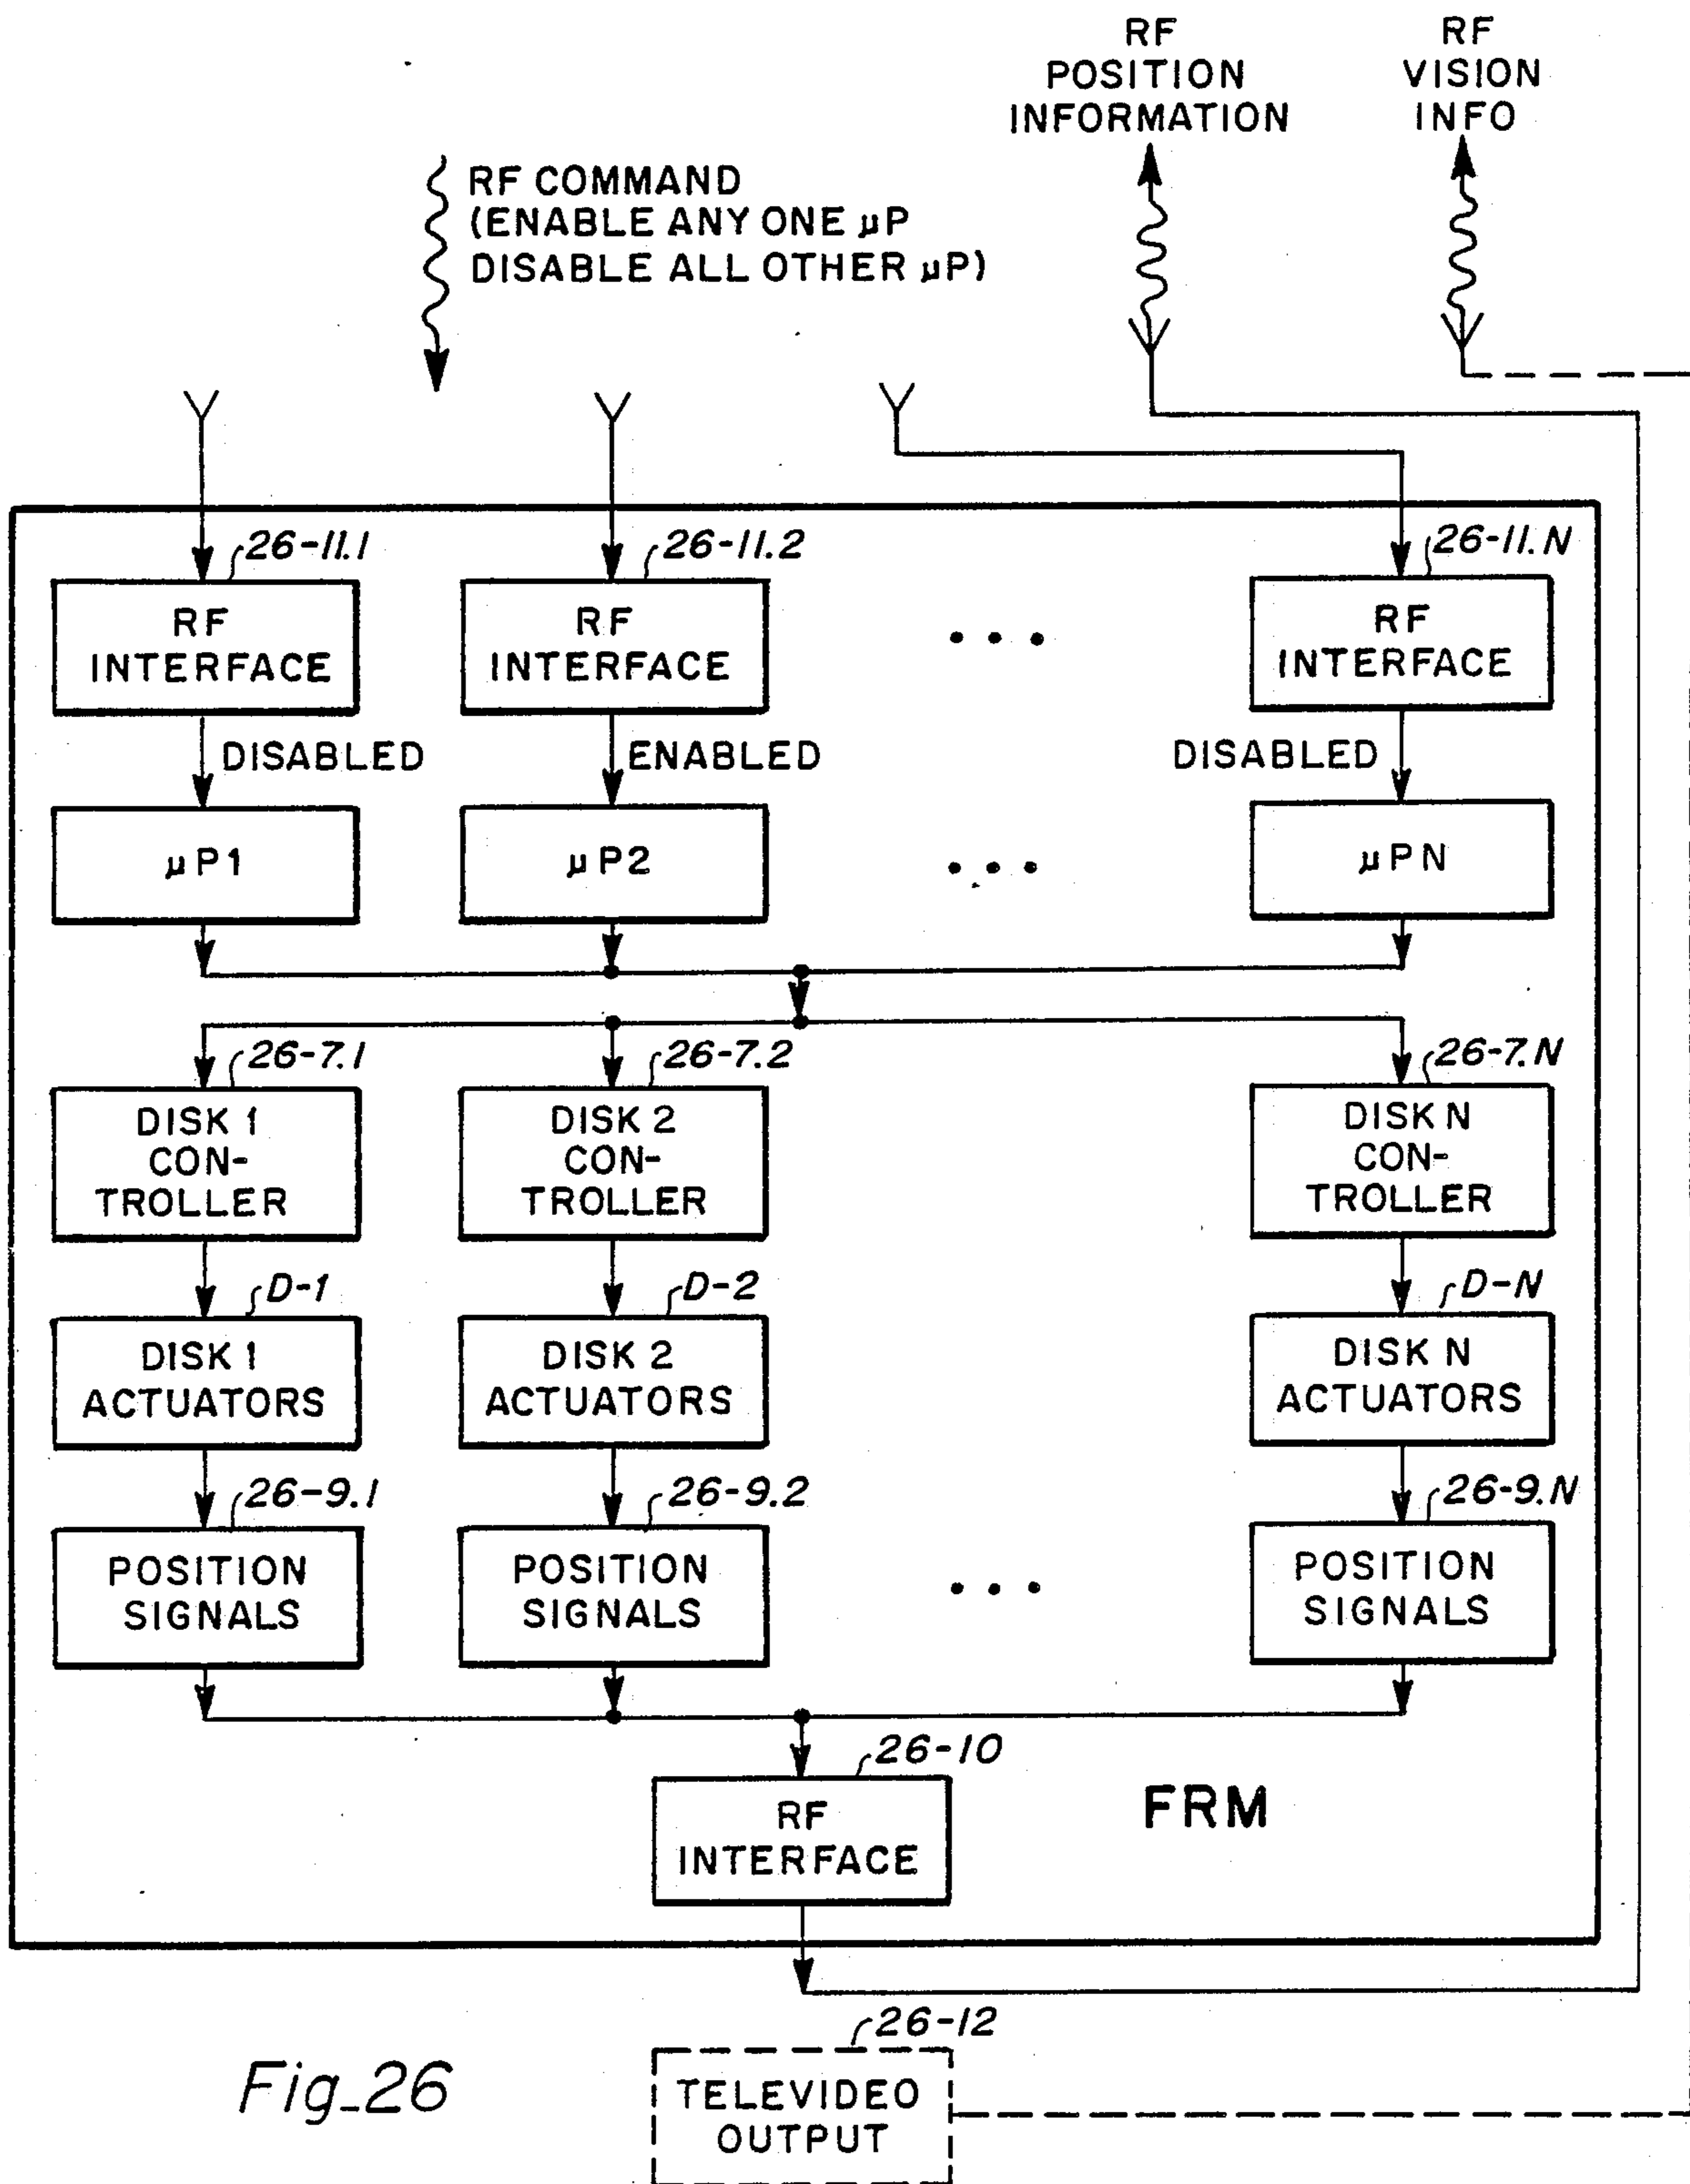 RF
POSITION
INFORMATION
RF
VISION
INFO
RF COMMAND
(ENABLE ANY ONE µP
DISABLE ALL OTHER µP)
26-11.1
26-11.2
26-11.N
RF
INTERFACE
RF
INTERFACE
• • •
RF
INTERFACE
DISABLED
ENABLED
DISABLED
µP1
µP2
• • •
µPN
26-7.1
26-7.2
26-7.N
DISK 1
CON-
TROLLER
DISK 2
CON-
TROLLER
DISK N
CON-
TROLLER
D-1
D-2
D-N
DISK 1
ACTUATORS
DISK 2
ACTUATORS
DISK N
ACTUATORS
26-9.1
26-9.2
26-9.N
POSITION
SIGNALS
POSITION
SIGNALS
• • •
POSITION
SIGNALS
26-10
RF
INTERFACE
FRM
26-12
TELEVIDEO
OUTPUT
Fig_26